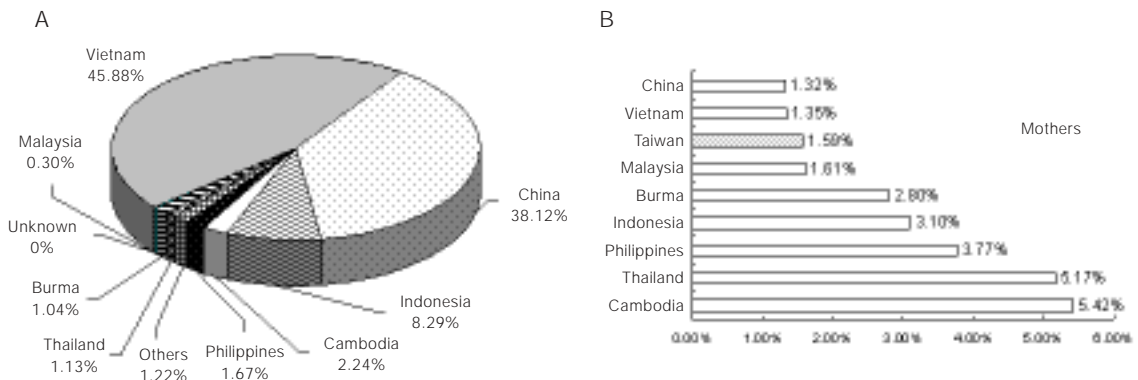 A
Vietnam
45.88%
Malaysia
0.30%
Unknown
0%
Burma
1.04%
Thailand
1.13%
Others
1.22%
Philippines
1.67%
Cambodia
2.24%
Indonesia
8.29%
China
38.12%
B
Mothers
China 1.32%
Vietnam 1.35%
Taiwan
Malaysia 1.61%
Burma 2.80%
Indonesia 3.10%
Philippines 3.77%
Thailand
Cambodia 5.42%
0.00% 1.00% 2.00% 3.00% 4.00% 5.00% 6.00%